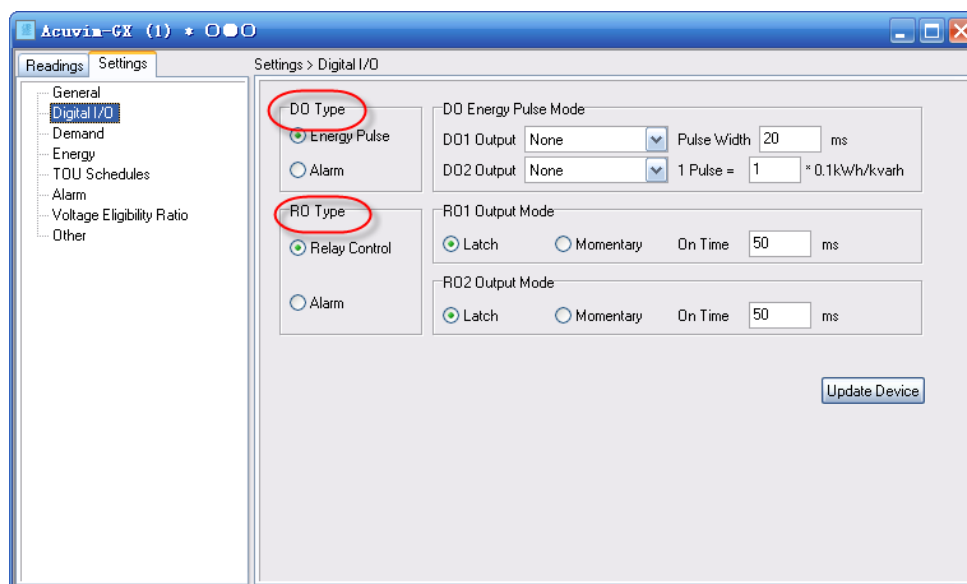 Acuvim-GX (1) * ○●○
Readings Settings
Settings > Digital I/O
General
Digital I/O
Demand
Energy
TOU Schedules
Alarm
Voltage Eligibility Ratio
Other
DO Type
Energy Pulse
Alarm
DO Energy Pulse Mode
DO1 Output None Pulse Width 20 ms
DO2 Output None 1 Pulse = 1 * 0.1kWh/kvarh
RO Type
Relay Control
Alarm
RO1 Output Mode
Latch Momentary On Time 50 ms
RO2 Output Mode
Latch Momentary On Time 50 ms
Update Device